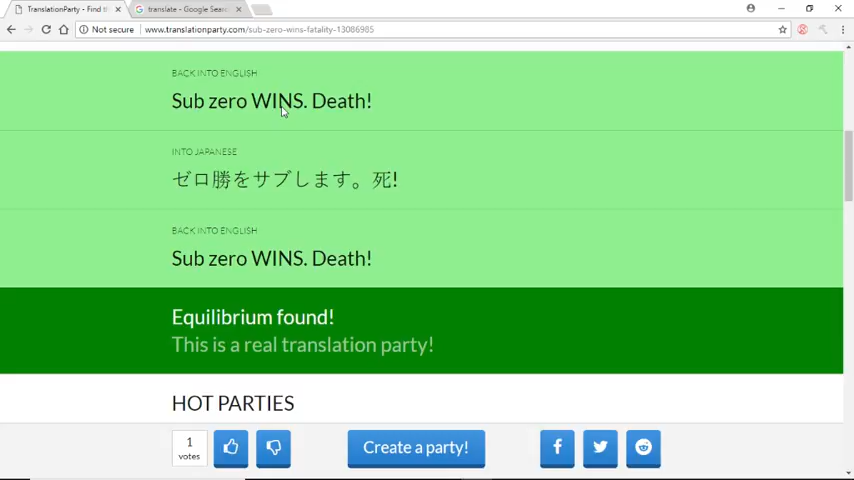 TranslationParty - Find th
translate - Google Searc
Not secure
www.translationparty.com/sub-zero-wins-fatality-13086985
BACK INTO ENGLISH
Sub zero WINS. Death!
INTO JAPANESE
ゼロ勝をサブします。死!
BACK INTO ENGLISH
Sub zero WINS. Death!
Equilibrium found!
This is a real translation party!
HOT PARTIES
1
votes
Create a party!